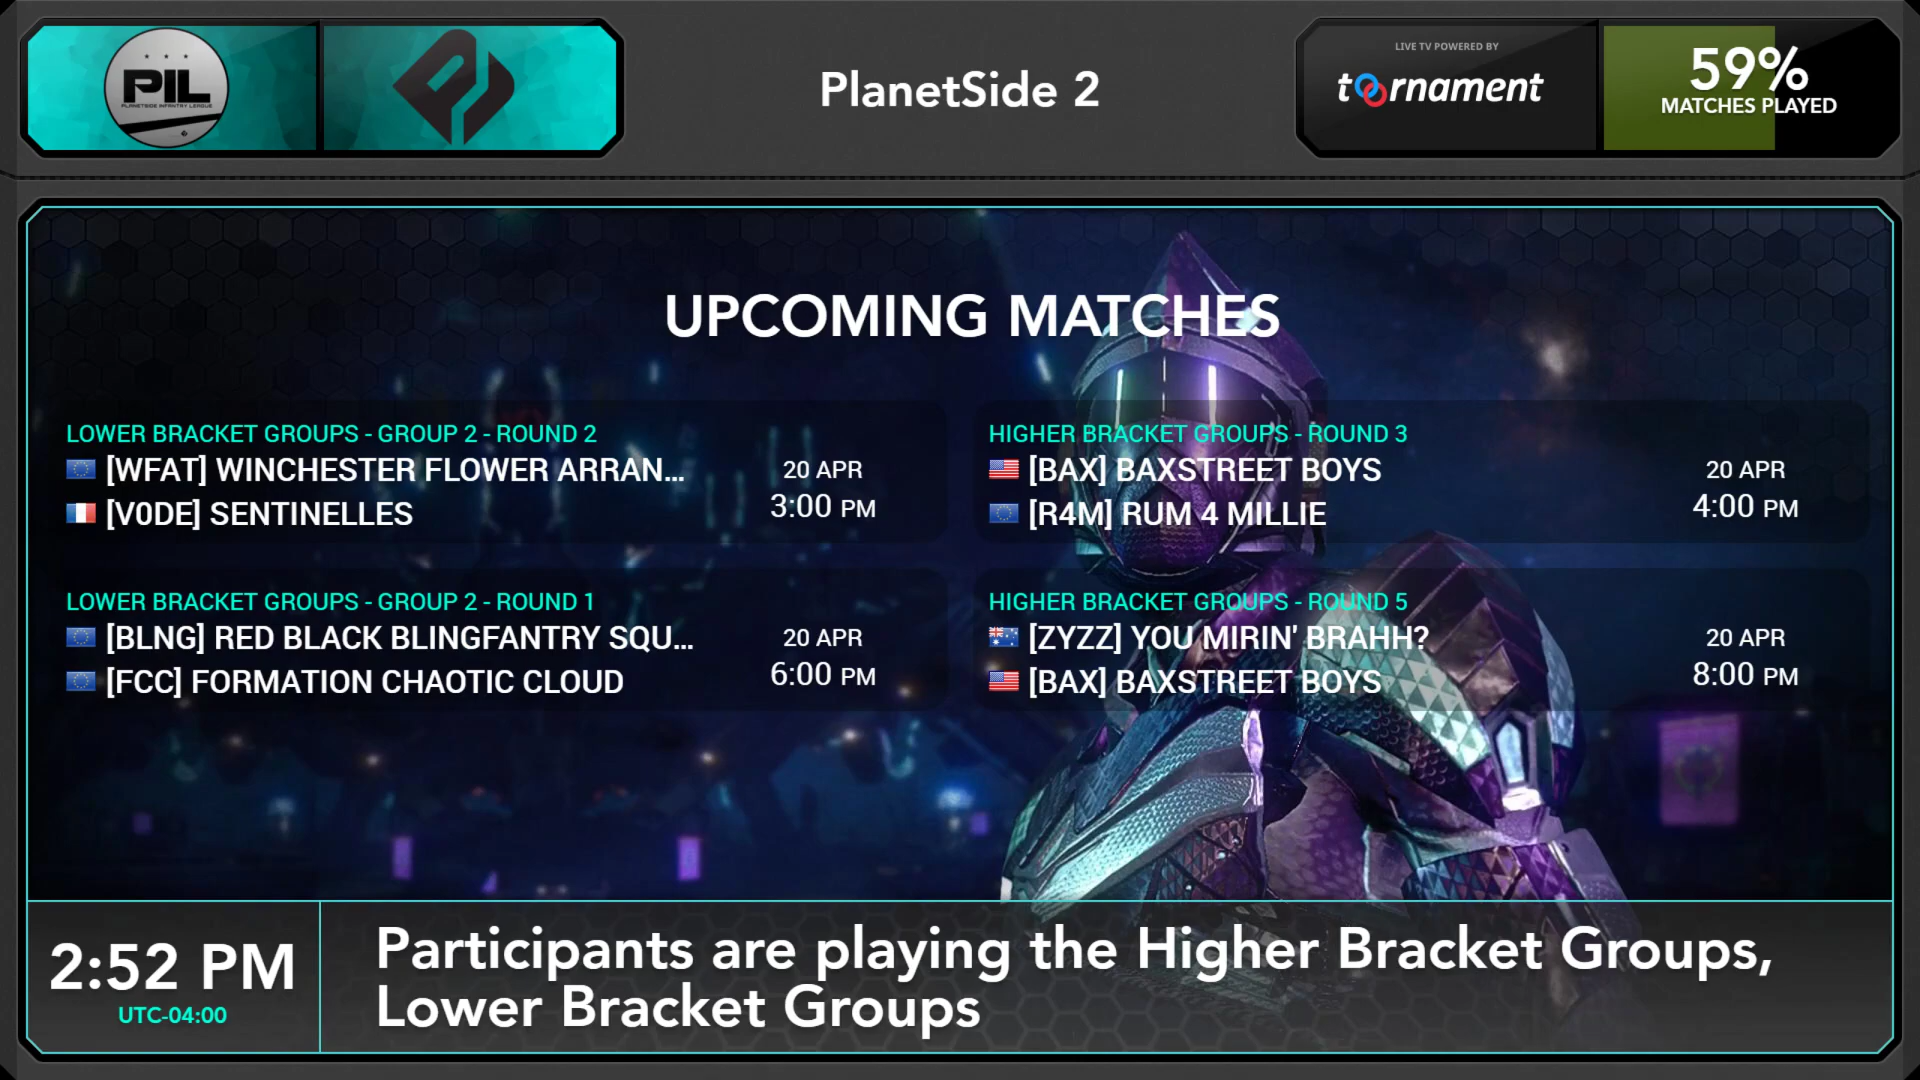 PIL
PLANETSIDE INFANTRY LEAGUE
PlanetSide 2
LIVE TV POWERED BY
toornament
59%
MATCHES PLAYED
UPCOMING MATCHES
LOWER BRACKET GROUPS - GROUP 2 - ROUND 2
[WFAT] WINCHESTER FLOWER ARRAN...
[V0DE] SENTINELLES
20 APR
3:00 PM
HIGHER BRACKET GROUPS - ROUND 3
[BAX] BAXSTREET BOYS
[R4M] RUM 4 MILLIE
20 APR
4:00 PM
LOWER BRACKET GROUPS - GROUP 2 - ROUND 1
[BLNG] RED BLACK BLINGFANTRY SQU...
[FCC] FORMATION CHAOTIC CLOUD
20 APR
6:00 PM
HIGHER BRACKET GROUPS - ROUND 5
[ZYZZ] YOU MIRIN' BRAHH?
[BAX] BAXSTREET BOYS
20 APR
8:00 PM
2:52 PM
UTC-04:00
Participants are playing the Higher Bracket Groups,
Lower Bracket Groups